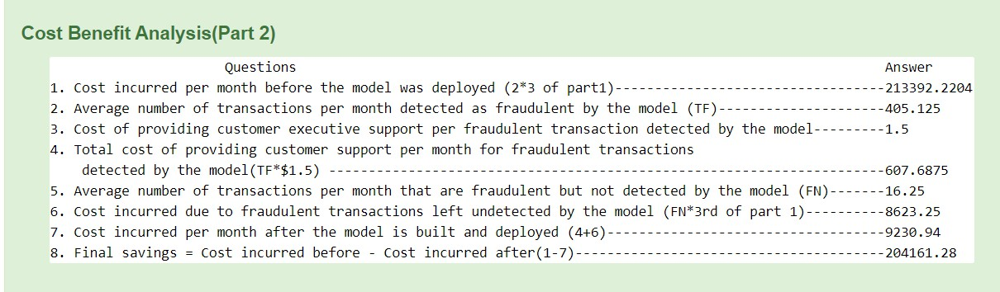 Cost Benefit Analysis(Part 2)
Questions Answer
1. Cost incurred per month before the model was deployed (2*3 of part1)----------------------------------213392.2204
2. Average number of transactions per month detected as fraudulent by the model (TF)---------------------405.125
3. Cost of providing customer executive support per fraudulent transaction detected by the model---------1.5
4. Total cost of providing customer support per month for fraudulent transactions
detected by the model(TF*$1.5) ----------------------------------------------------------------------607.6875
5. Average number of transactions per month that are fraudulent but not detected by the model (FN)-------16.25
6. Cost incurred due to fraudulent transactions left undetected by the model (FN*3rd of part 1)----------8623.25
7. Cost incurred per month after the model is built and deployed (4+6)-----------------------------------9230.94
8. Final savings = Cost incurred before - Cost incurred after(1-7)---------------------------------------204161.28